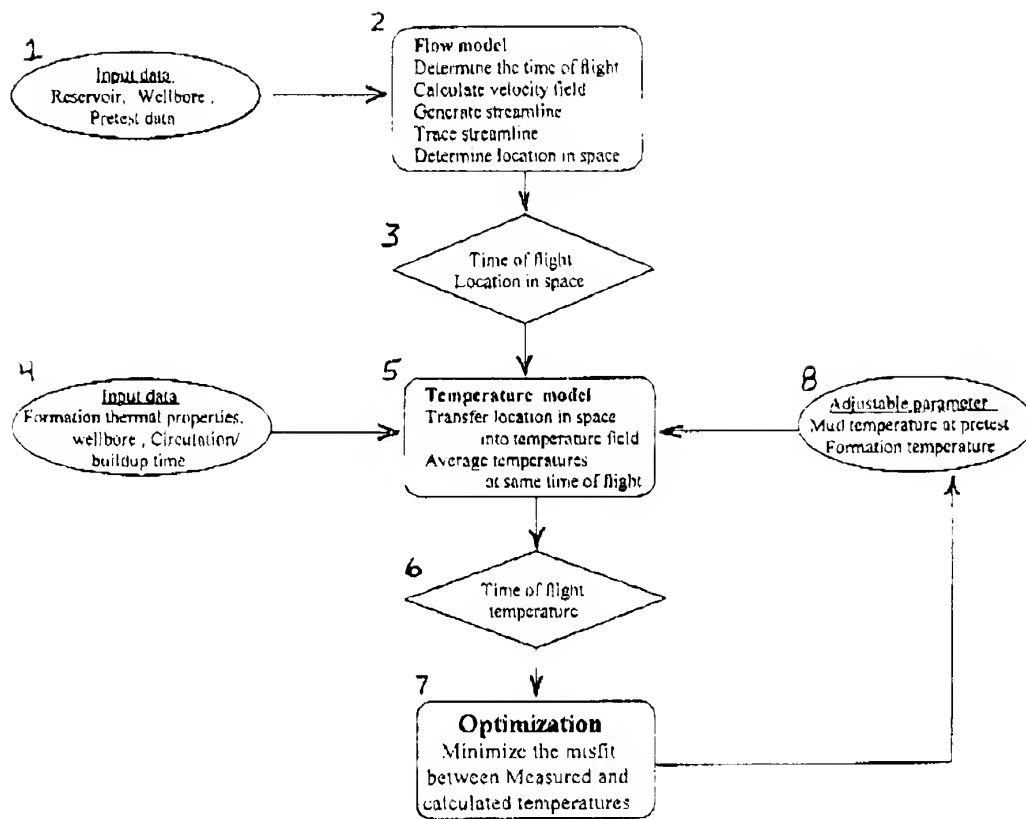 1
Input data.
Reservoir, Wellbore,
Pretest data
2
Flow model
Determine the time of flight
Calculate velocity field
Generate streamline
Trace streamline
Determine location in space
3
Time of flight
Location in space
4
Input data
Formation thermal properties,
wellbore, Circulation/
buildup time
5
Temperature model
Transfer location in space
into temperature field
Average temperatures
at same time of flight
8
Adjustable parameter
Mud temperature at pretest
Formation temperature
6
Time of flight
temperature
7
Optimization
Minimize the misfit
between Measured and
calculated temperatures